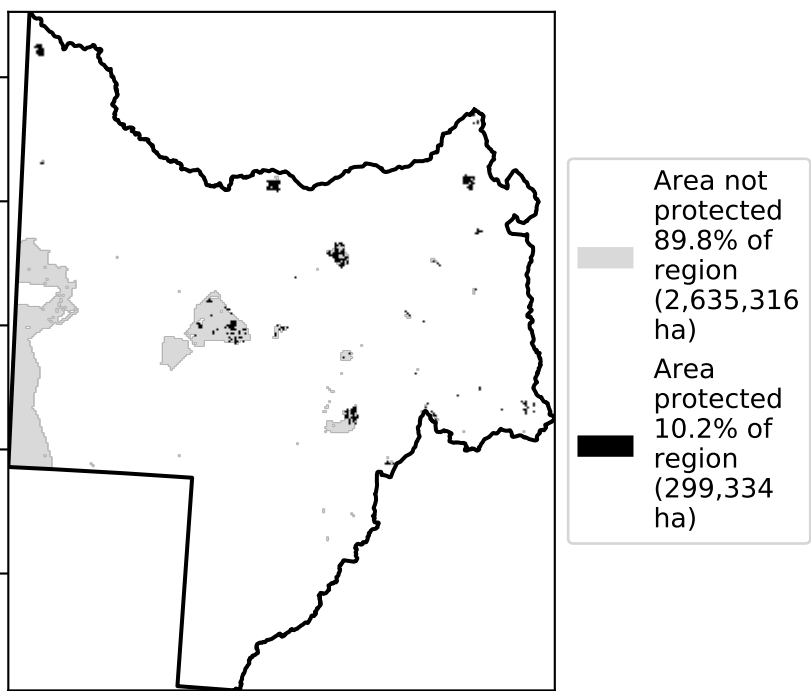 Area not
protected
89.8% of
region
(2,635,316
ha)
Area
protected
10.2% of
region
(299,334
ha)